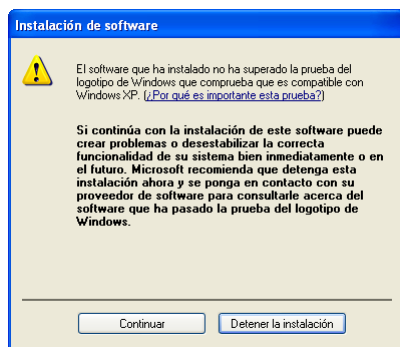 Instalación de software
El software que ha instalado no ha superado la prueba del
logotipo de Windows que comprueba que es compatible con
Windows XP. (¿Por qué es importante esta prueba?)
Si continúa con la instalación de este software puede
crear problemas o desestabilizar la correcta
funcionalidad de su sistema bien inmediatamente o en
el futuro. Microsoft recomienda que detenga esta
instalación ahora y se ponga en contacto con su
proveedor de software para consultarle acerca del
software que ha pasado la prueba del logotipo de
Windows.
Continuar
Detener la instalación